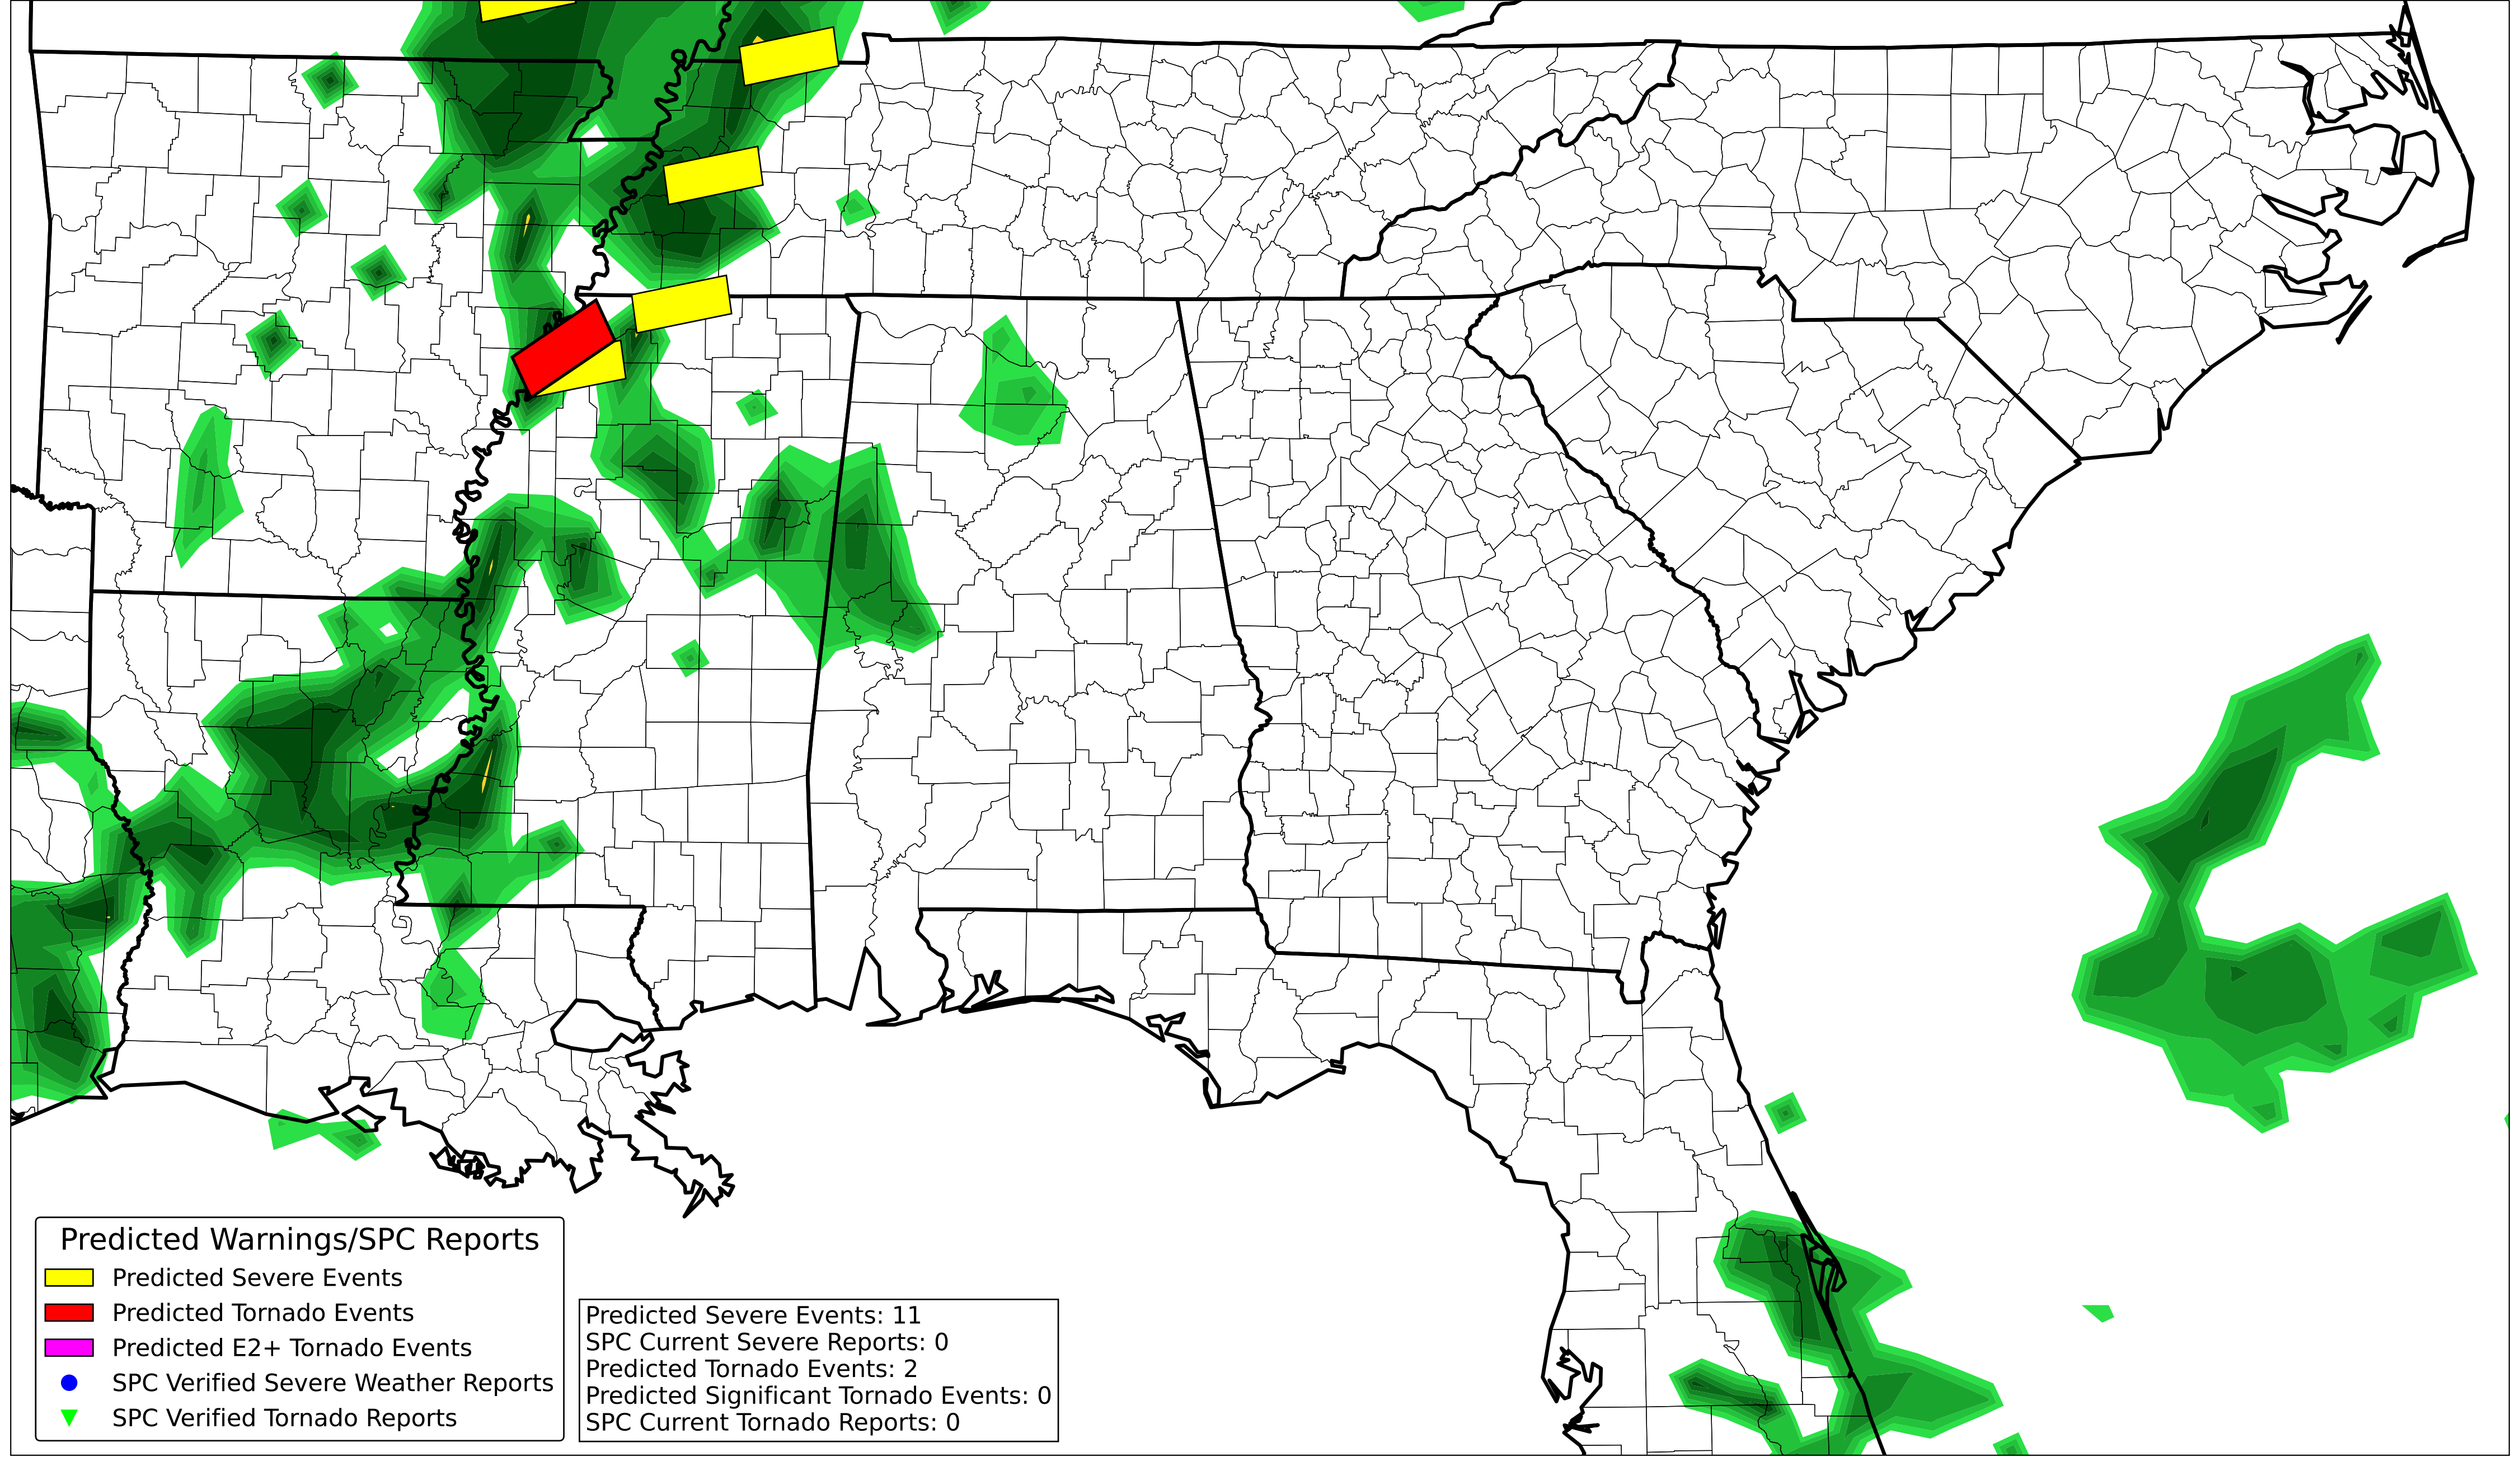 Predicted Warnings/SPC Reports
Predicted Severe Events
Predicted Tornado Events
Predicted E2+ Tornado Events
SPC Verified Severe Weather Reports
SPC Verified Tornado Reports
Predicted Severe Events: 11
SPC Current Severe Reports: 0
Predicted Tornado Events: 2
Predicted Significant Tornado Events: 0
SPC Current Tornado Reports: 0